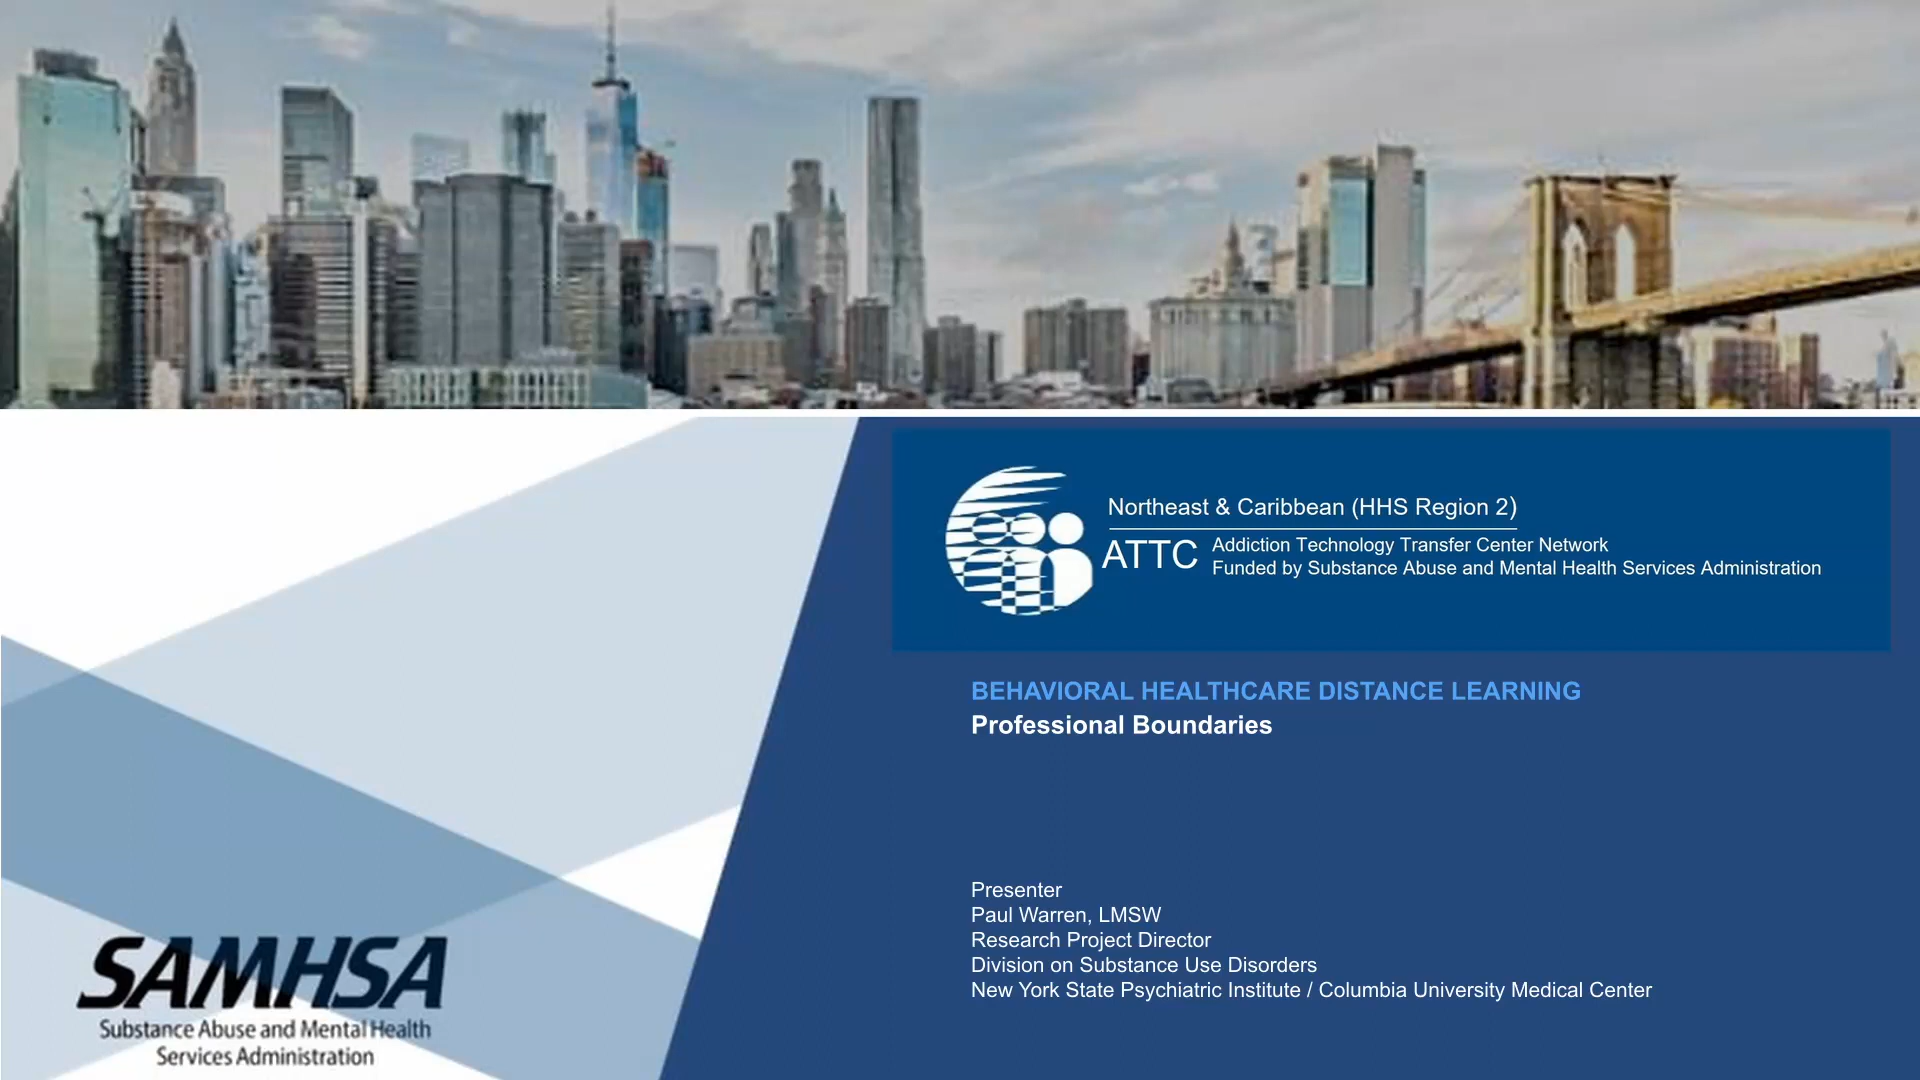 Northeast & Caribbean (HHS Region 2)
ATTC
Addiction Technology Transfer Center Network
Funded by Substance Abuse and Mental Health Services Administration
BEHAVIORAL HEALTHCARE DISTANCE LEARNING
Professional Boundaries
Presenter
Paul Warren, LMSW
Research Project Director
Division on Substance Use Disorders
New York State Psychiatric Institute / Columbia University Medical Center
SAMHSA
Substance Abuse and Mental Health
Services Administration